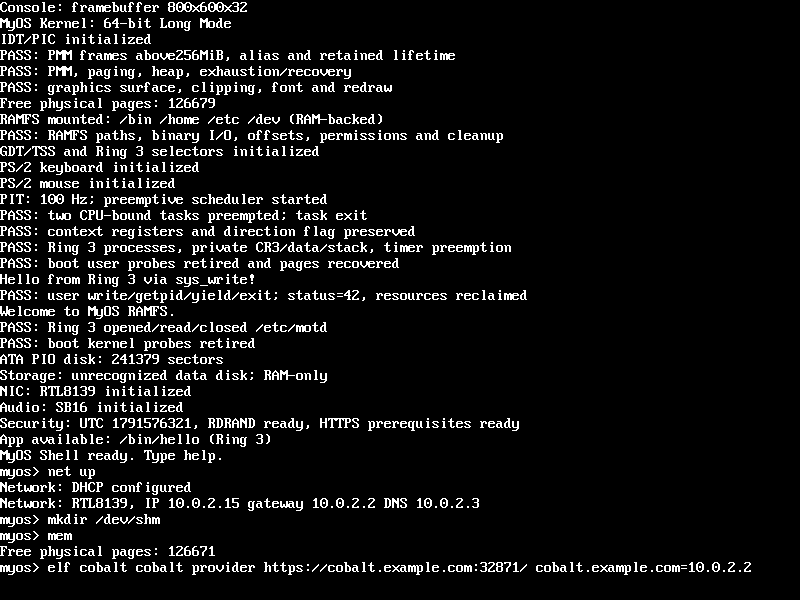 Console: framebuffer 800x600x32
MyOS Kernel: 64-bit Long Mode
IDT/PIC initialized
PASS: PMM frames above256MiB, alias and retained lifetime
PASS: PMM, paging, heap, exhaustion/recovery
PASS: graphics surface, clipping, font and redraw
Free physical pages: 126679
RAMFS mounted: /bin /home /etc /dev (RAM-backed)
PASS: RAMFS paths, binary I/O, offsets, permissions and cleanup
GDT/TSS and Ring 3 selectors initialized
PS/2 keyboard initialized
PS/2 mouse initialized
PIT: 100 Hz; preemptive scheduler started
PASS: two CPU-bound tasks preempted; task exit
PASS: context registers and direction flag preserved
PASS: Ring 3 processes, private CR3/data/stack, timer preemption
PASS: boot user probes retired and pages recovered
Hello from Ring 3 via sys_write!
PASS: user write/getpid/yield/exit; status=42, resources reclaimed
Welcome to MyOS RAMFS.
PASS: Ring 3 opened/read/closed /etc/motd
PASS: boot kernel probes retired
ATA PIO disk: 241379 sectors
Storage: unrecognized data disk; RAM-only
NIC: RTL8139 initialized
Audio: SB16 initialized
Security: UTC 1791576321, RDRAND ready, HTTPS prerequisites ready
App available: /bin/hello (Ring 3)
MyOS Shell ready. Type help.
myos> net up
Network: DHCP configured
Network: RTL8139, IP 10.0.2.15 gateway 10.0.2.2 DNS 10.0.2.3
myos> mkdir /dev/shm
myos> mem
Free physical pages: 126671
myos> elf cobalt cobalt provider https://cobalt.example.com:32871/ cobalt.example.com=10.0.2.2